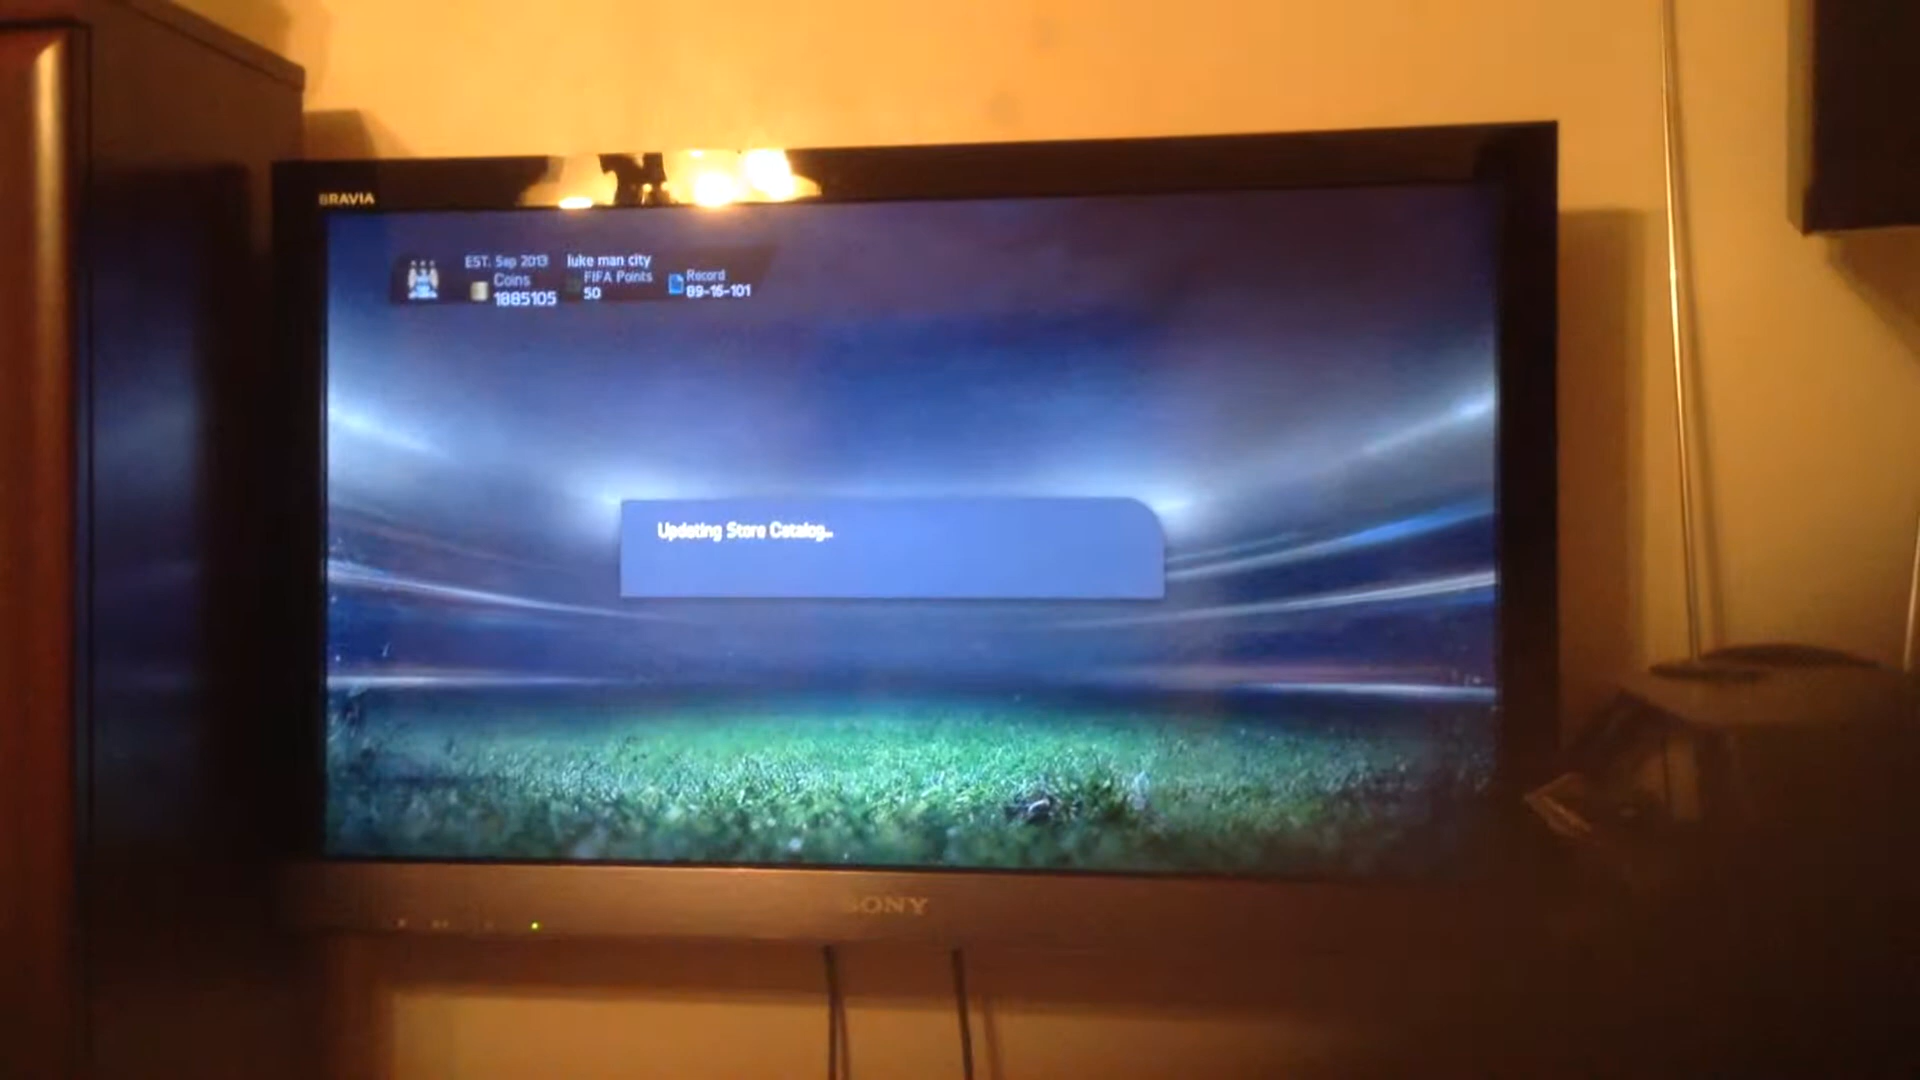 BRAVIA
EST. Sep 2013 luke man city
Coins FIFA Points Record
1885105 50 89-16-101
Updating Store Catalog..
SONY